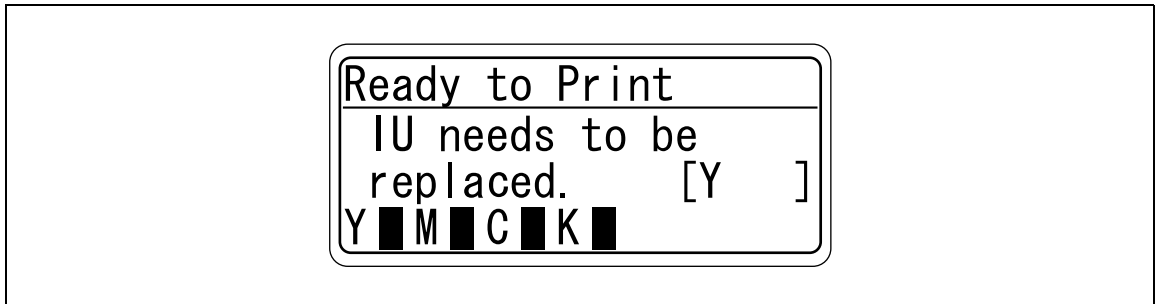 Ready to Print
IU needs to be
replaced. [Y ]
Y■M■C■K■